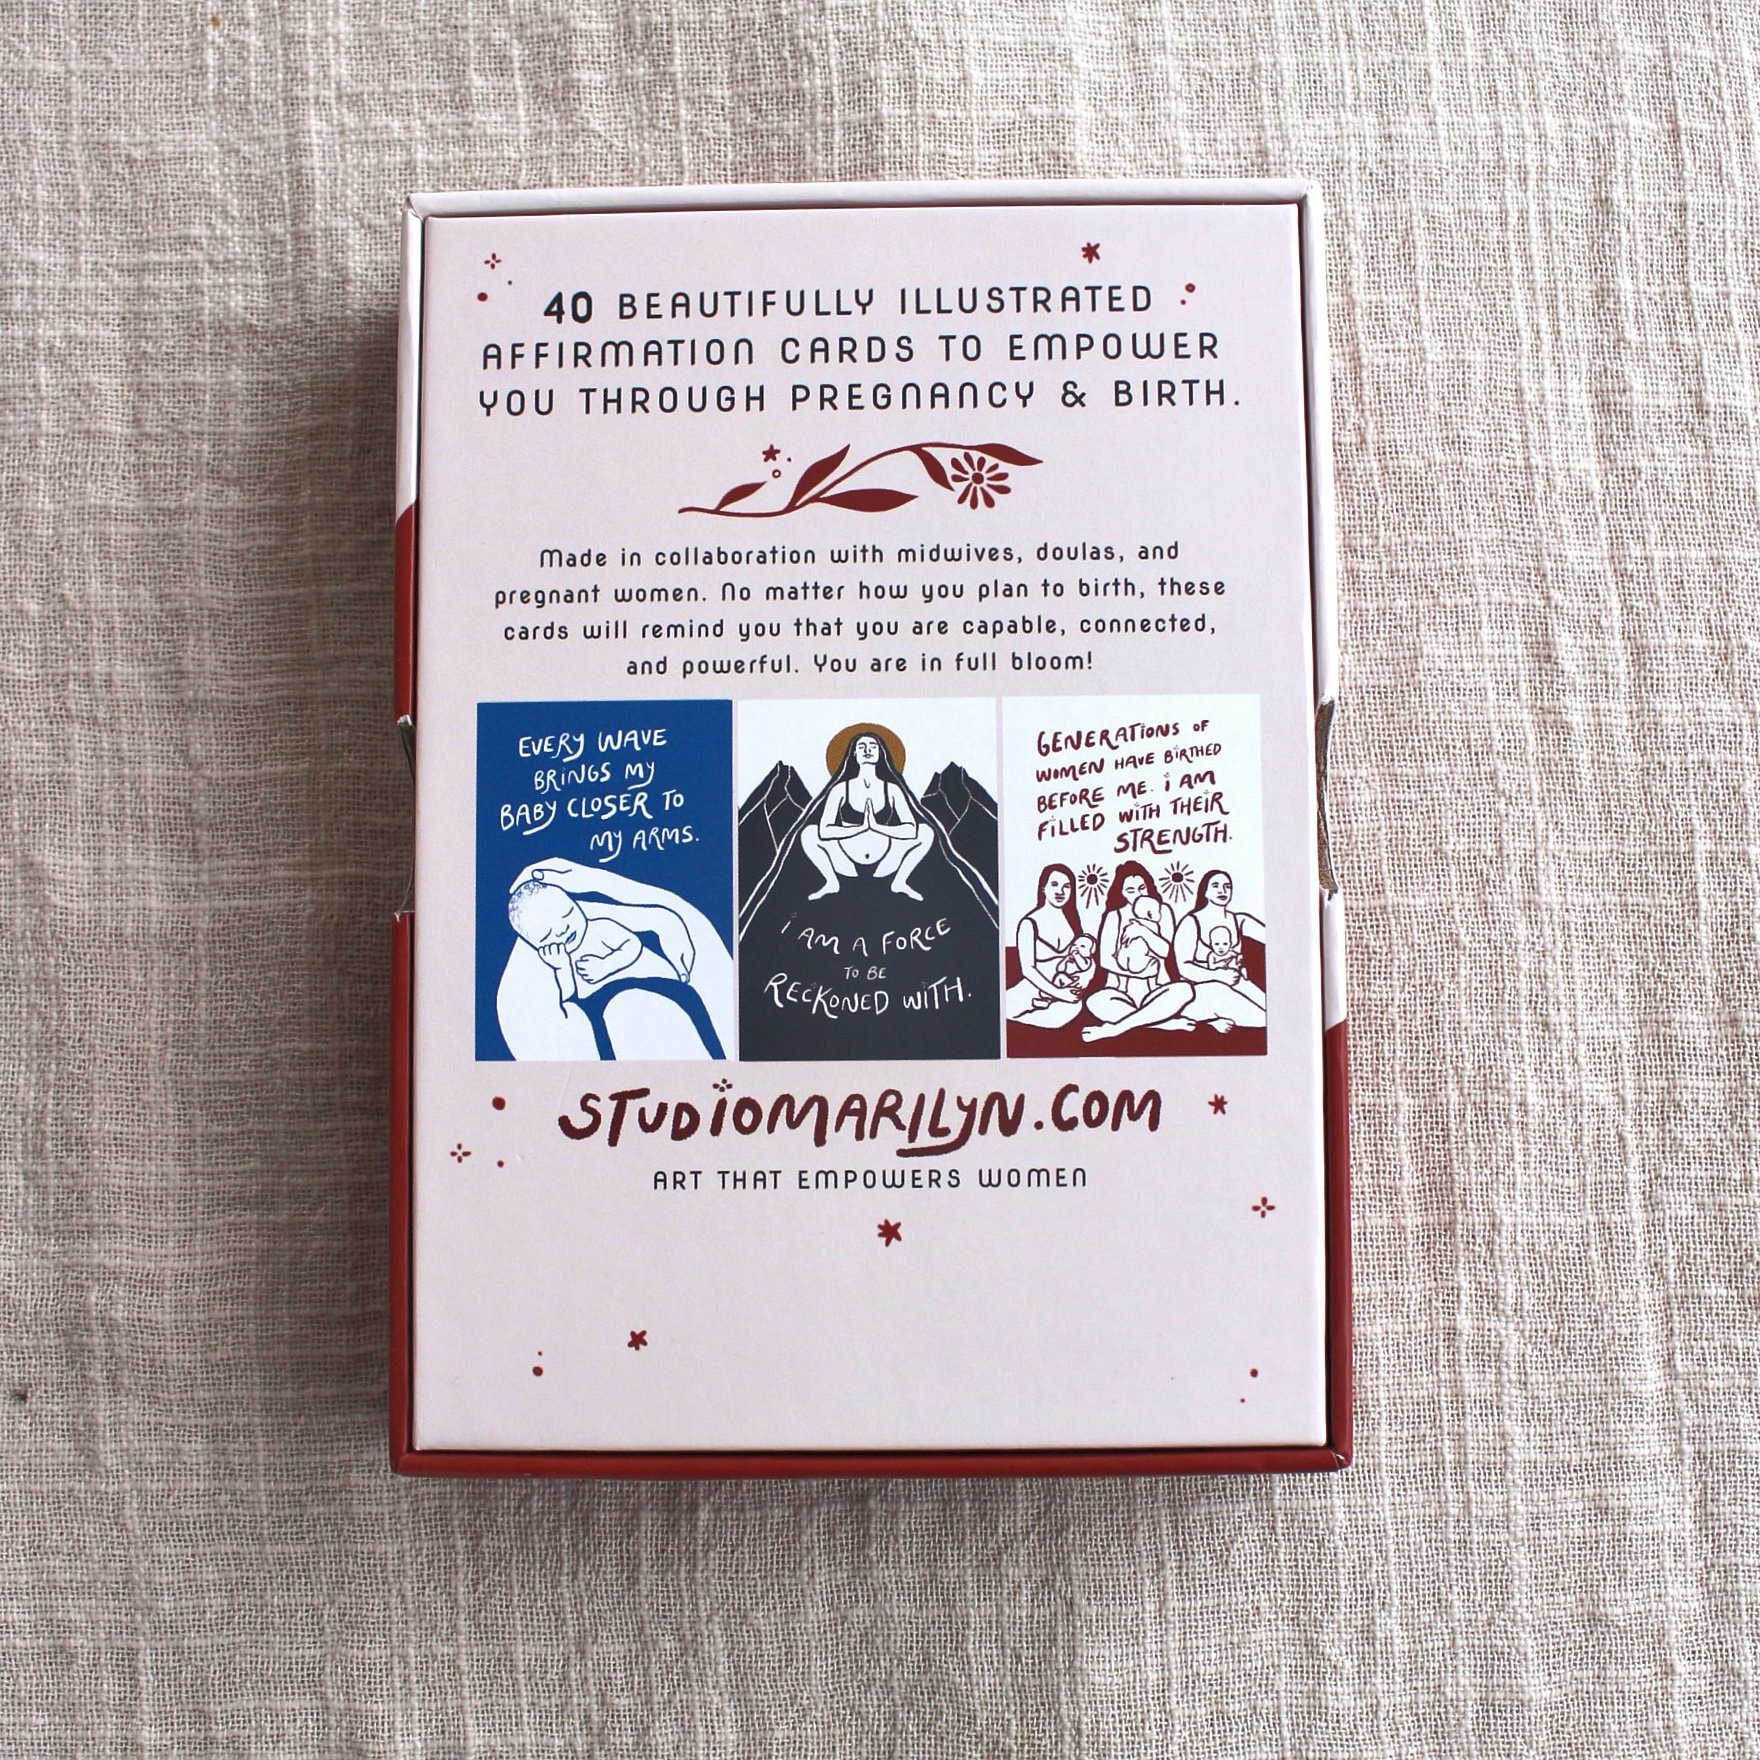 40 BEAUTIFULLY ILLUSTRATED
AFFIRMATION CARDS TO EMPOWER
YOU THROUGH PREGNANCY & BIRTH.
Made in collaboration with midwives, doulas, and
pregnant women. No matter how you plan to birth, these
cards will remind you that you are capable, connected,
and powerful. You are in full bloom!
EVERY WAVE
BRINGS MY
BABY CLOSER TO
MY ARMS.
I AM A FORCE
TO BE
RECKONED WITH.
GENERATIONS OF
WOMEN HAVE BIRTHED
BEFORE ME. I AM
FILLED WITH THEIR
STRENGTH.
STUDIOMARILYN.COM
ART THAT EMPOWERS WOMEN